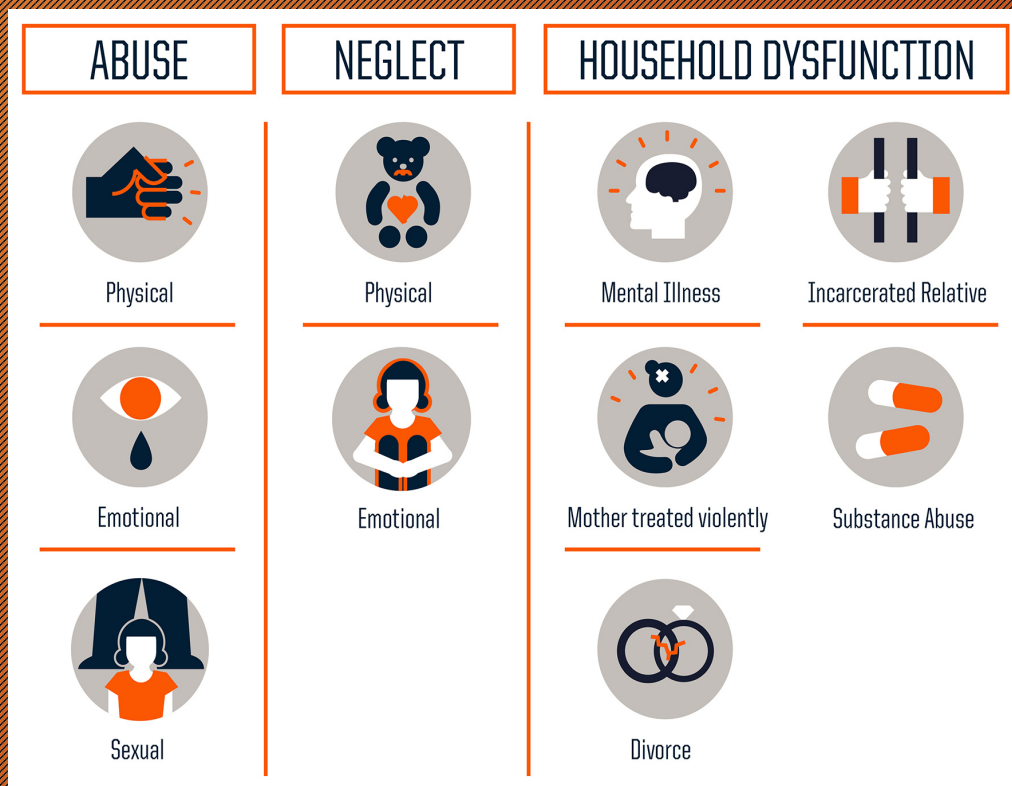 ABUSE
Physical
Emotional
Sexual
NEGLECT
Physical
Emotional
HOUSEHOLD DYSFUNCTION
Mental Illness
Incarcerated Relative
Mother treated violently
Substance Abuse
Divorce